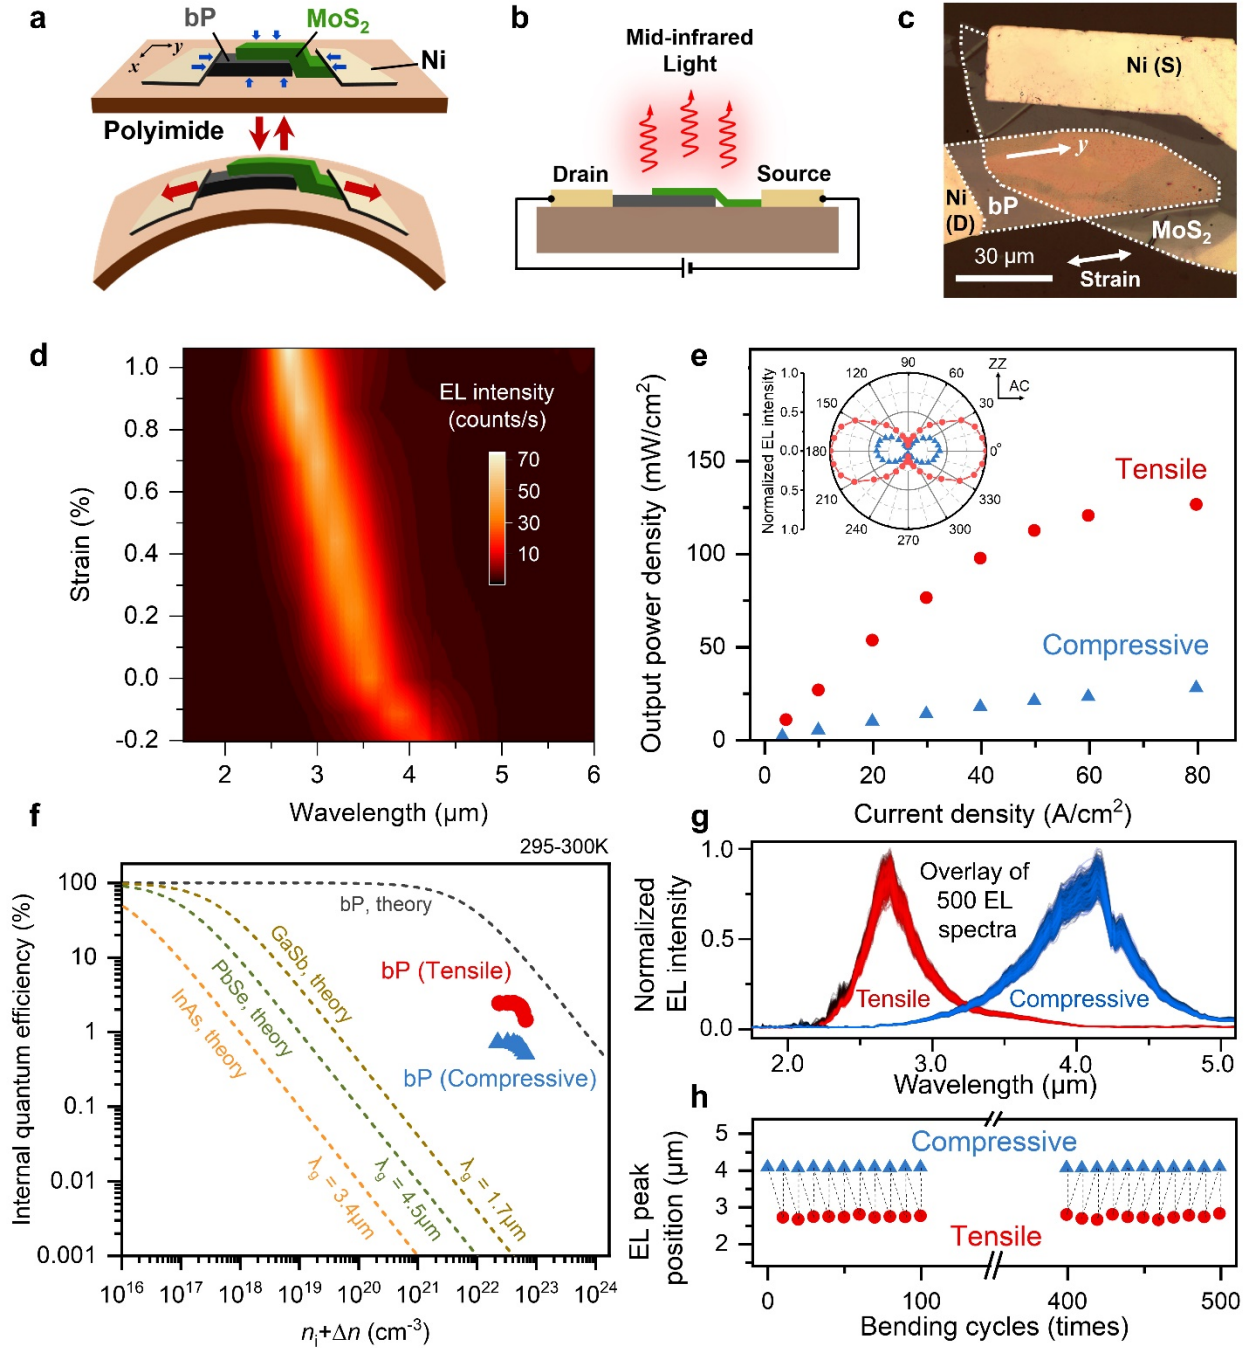 a
bP
MoS2
y
x
Ni
Polyimide
b
Mid-infrared
Light
Drain
Source
c
Ni (S)
y
Ni
(D)
bP
MoS2
30 μm
Strain
d
EL intensity
(counts/s)
70
50
30
10
Strain (%)
1.0
0.8
0.6
0.4
0.2
0.0
-0.2
2
3
4
5
6
Wavelength (μm)
e
Output power density (mW/cm2)
150
100
50
0
Normalized EL intensity
1.0
0.5
0.0
0.5
1.0
90
120
60
150
30
180
0°
210
330
240
300
270
ZZ
AC
Tensile
Compressive
0
20
40
60
80
Current density (A/cm2)
f
295-300K
Internal quantum efficiency (%)
100
10
1
0.1
0.01
0.001
bP, theory
GaSb, theory
PbSe, theory
InAs, theory
bP (Tensile)
bP (Compressive)
λg = 3.4μm
λg = 4.5μm
λg = 1.7μm
10^16
10^17
10^18
10^19
10^20
10^21
10^22
10^23
10^24
ni+Δn (cm-3)
g
Normalized
EL intensity
1.0
0.5
0.0
Overlay of
500 EL
spectra
Tensile
Compressive
2.0
3.0
4.0
5.0
Wavelength (μm)
h
EL peak
position (μm)
5
4
3
2
Compressive
Tensile
0
100
400
500
Bending cycles (times)